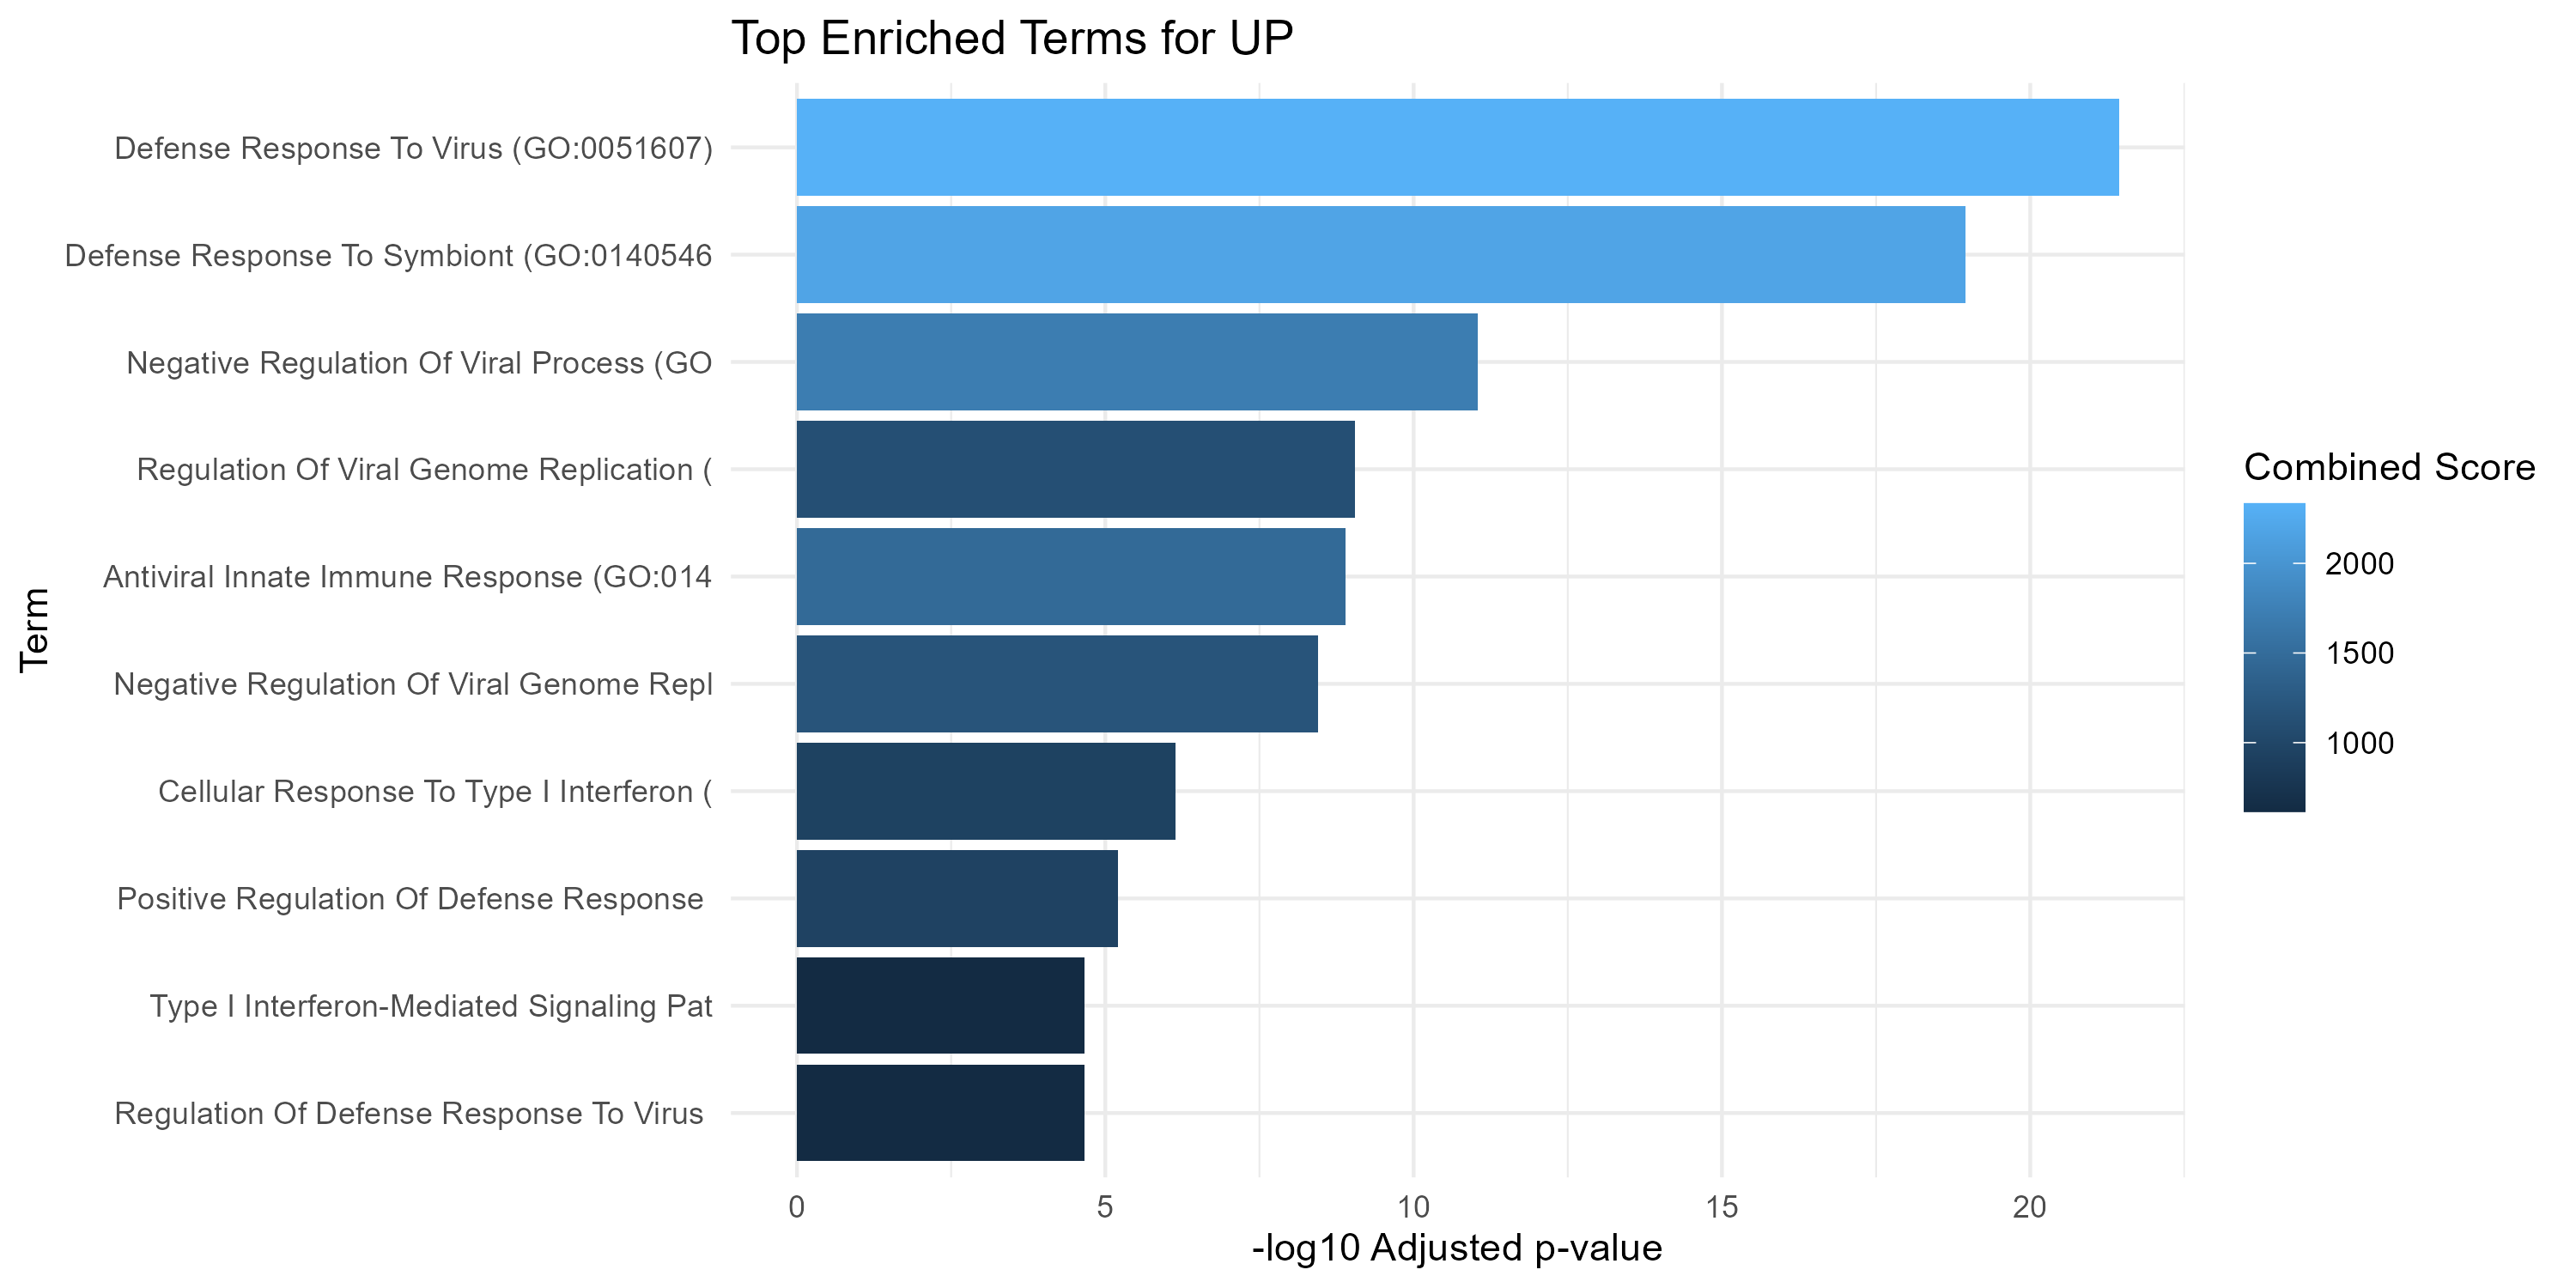 Top Enriched Terms for UP
Defense Response To Virus (GO:0051607)
Defense Response To Symbiont (GO:0140546
Negative Regulation Of Viral Process (GO
Regulation Of Viral Genome Replication (
Antiviral Innate Immune Response (GO:014
Negative Regulation Of Viral Genome Repl
Cellular Response To Type I Interferon (
Positive Regulation Of Defense Response
Type I Interferon-Mediated Signaling Pat
Regulation Of Defense Response To Virus
Term
0 5 10 15 20
-log10 Adjusted p-value
Combined Score
2000
1500
1000